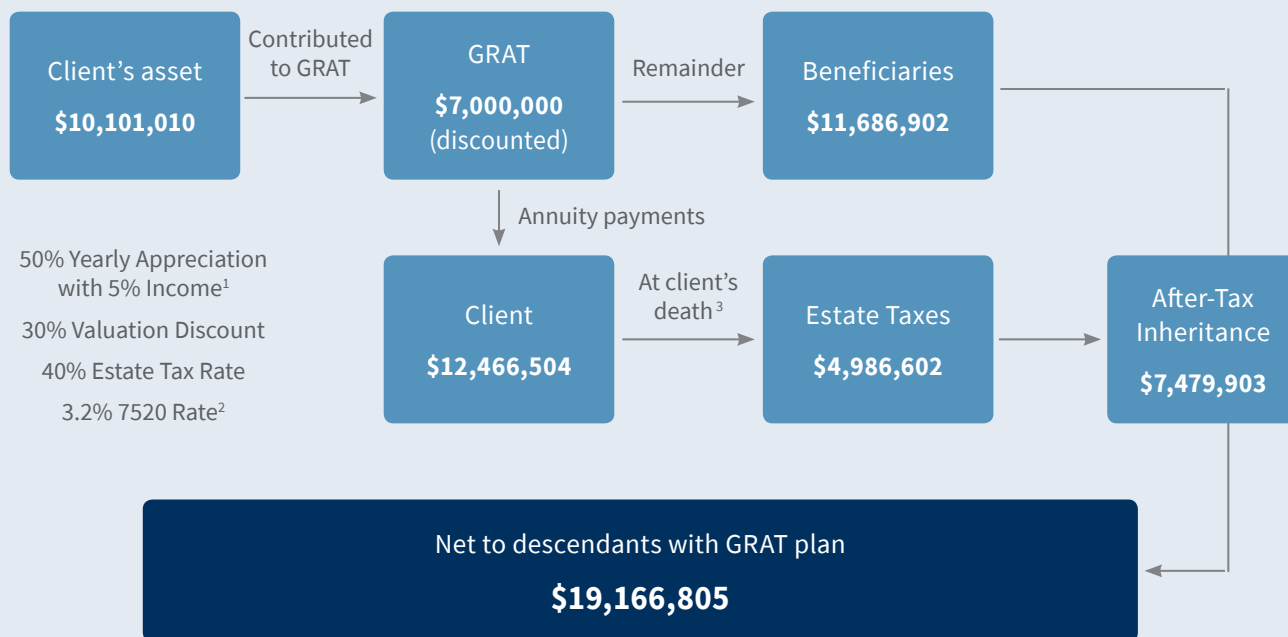 Client’s asset
$10,101,010
Contributed
to GRAT
GRAT
$7,000,000
(discounted)
Remainder
Beneficiaries
$11,686,902
Annuity payments
50% Yearly Appreciation
with 5% Income¹
30% Valuation Discount
40% Estate Tax Rate
3.2% 7520 Rate²
Client
$12,466,504
At client’s
death³
Estate Taxes
$4,986,602
After-Tax
Inheritance
$7,479,903
Net to descendants with GRAT plan
$19,166,805